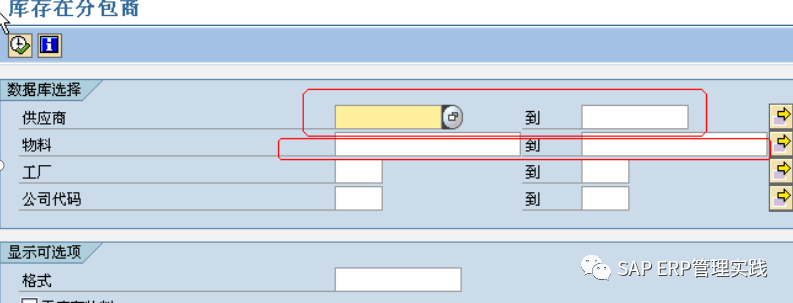 库存在分包商
数据库选择
供应商 到
物料 到
工厂 到
公司代码 到
显示可选项
格式
SAP ERP管理实践